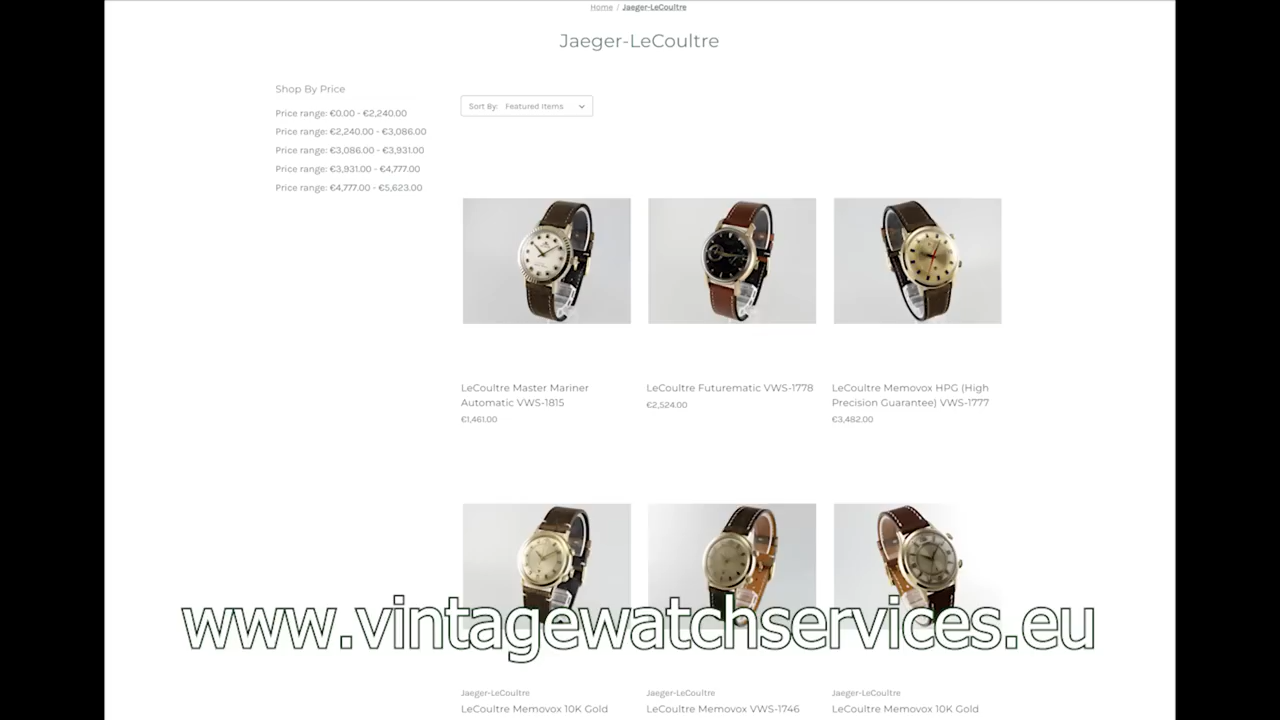 Home / Jaeger-LeCoultre
Jaeger-LeCoultre
Shop By Price
Price range: €0.00 - €2,240.00
Price range: €2,240.00 - €3,086.00
Price range: €3,086.00 - €3,931.00
Price range: €3,931.00 - €4,777.00
Price range: €4,777.00 - €5,623.00
Sort By: Featured Items
LeCoultre Master Mariner
Automatic VWS-1815
€1,461.00
LeCoultre Futurematic VWS-1778
€2,524.00
LeCoultre Memovox HPG (High
Precision Guarantee) VWS-1777
€3,482.00
www.vintagewatchservices.eu
Jaeger-LeCoultre
LeCoultre Memovox 10K Gold
Jaeger-LeCoultre
LeCoultre Memovox VWS-1746
Jaeger-LeCoultre
LeCoultre Memovox 10K Gold